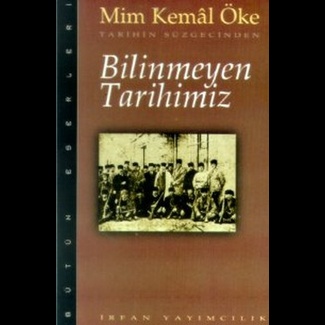 Mim Kemâl Öke
TARİHİN SÜZGECİNDEN
Bilinmeyen
Tarihimiz
BÜTÜN ESERLERİ
İRFAN YAYIMCILIK